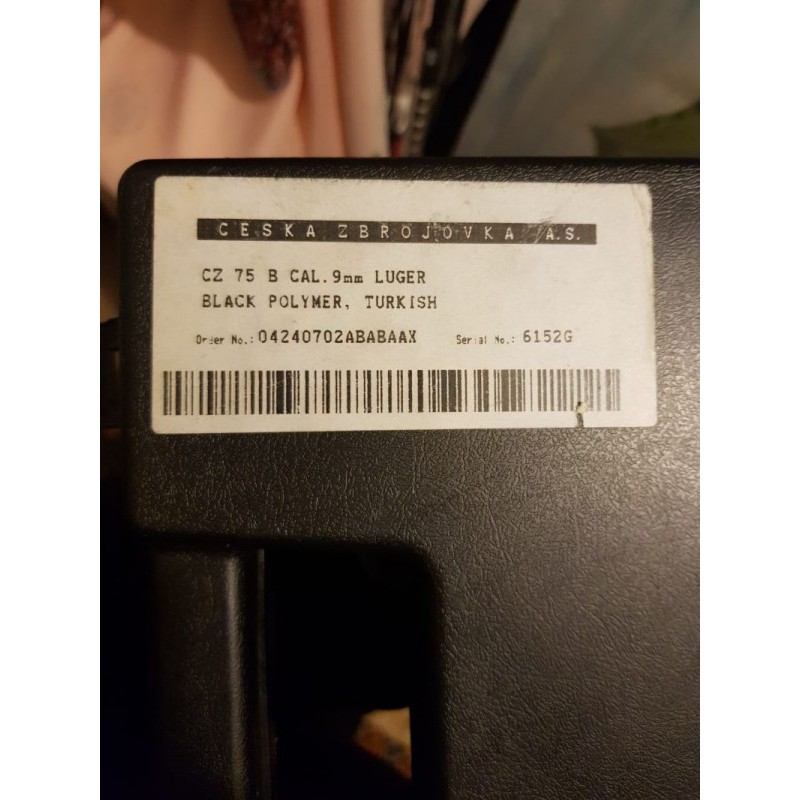 CESKA ZBROJOVKA A.S.
CZ 75 B CAL.9mm LUGER
BLACK POLYMER, TURKISH
Order No.: 04240702ABABAAX Serial No.: 6152G